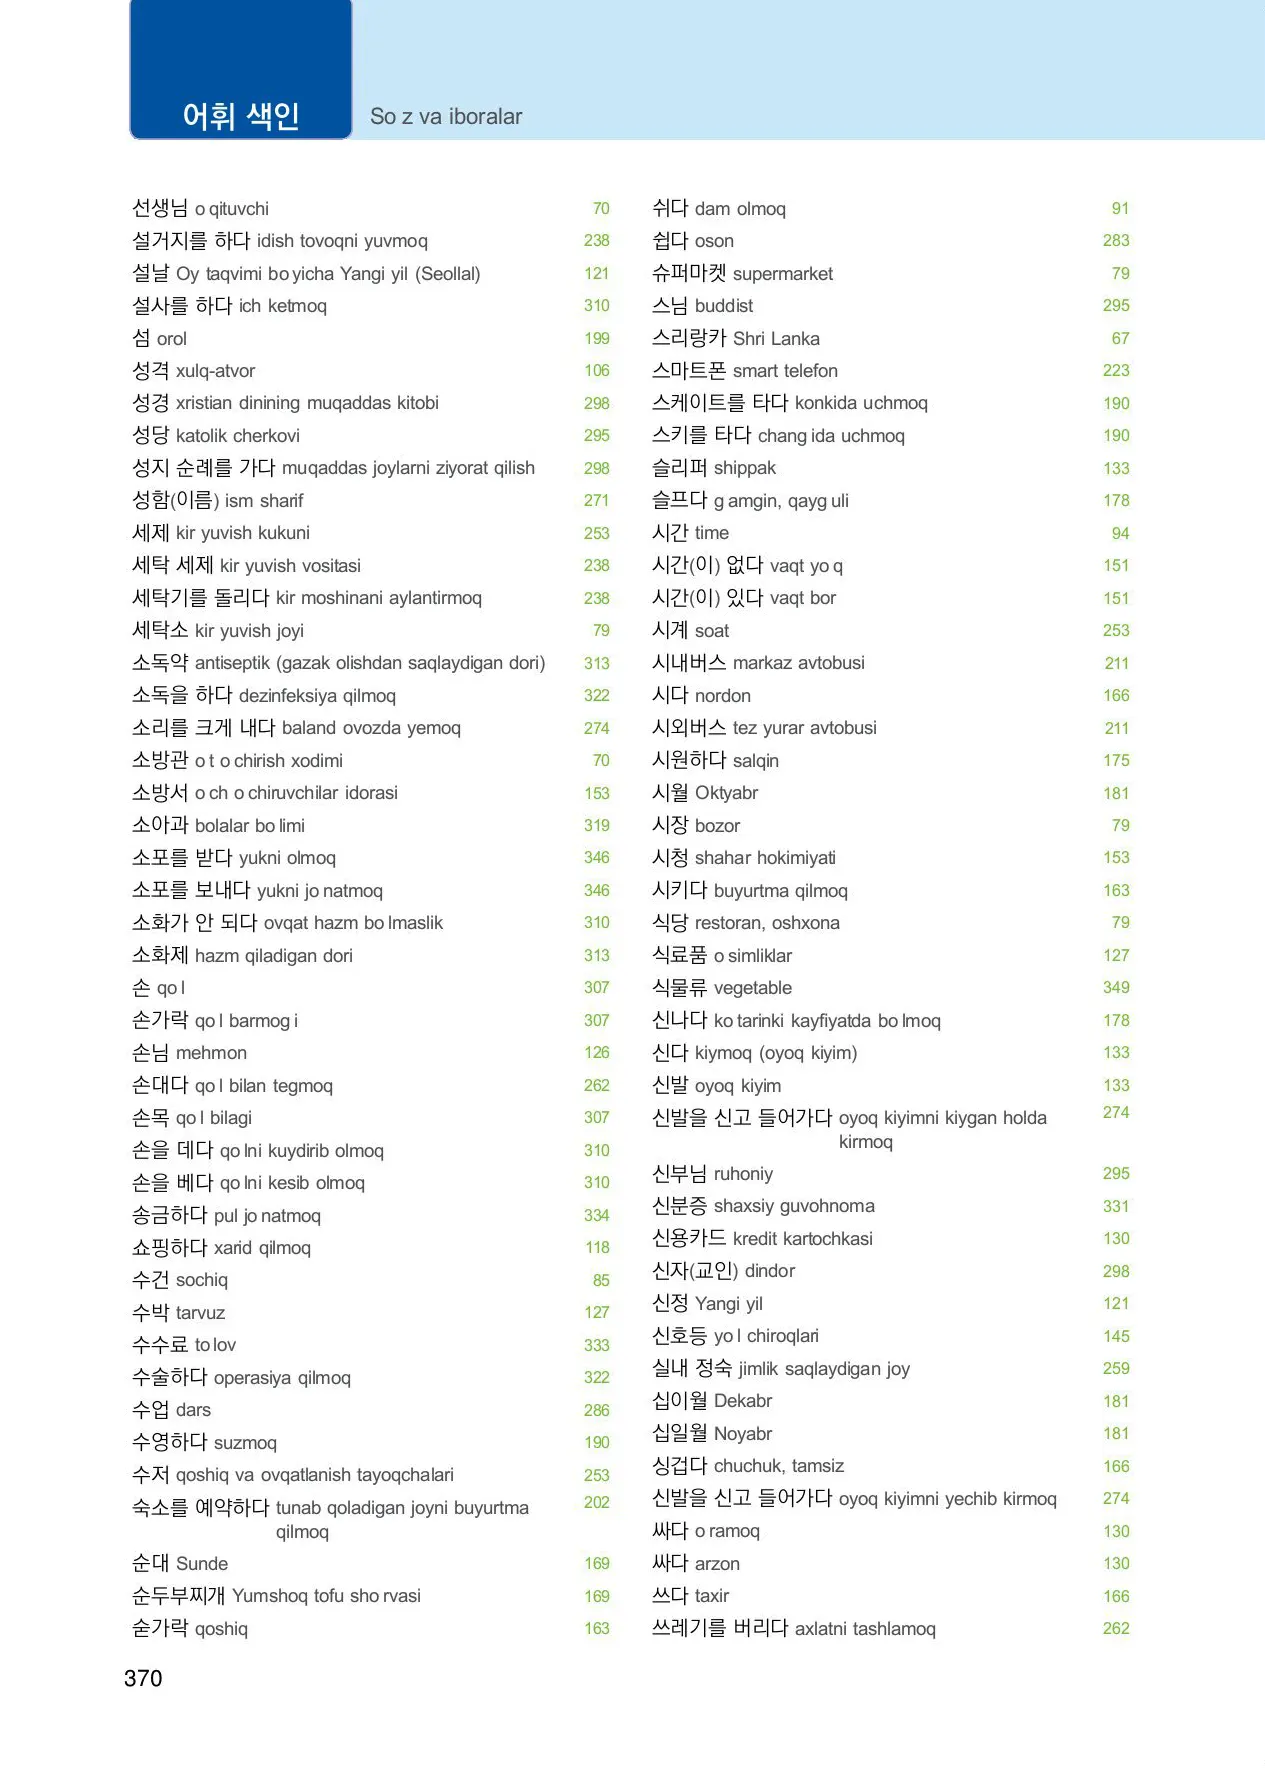 어휘 색인
So z va iboralar
선생님 o qituvchi 70
설거지를 하다 idish tovoqni yuvmoq 238
설날 Oy taqvimi bo yicha Yangi yil (Seollal) 121
설사를 하다 ich ketmoq 310
섬 orol 199
성격 xulq-atvor 106
성경 xristian dinining muqaddas kitobi 298
성당 katolik cherkovi 295
성지 순례를 가다 muqaddas joylarni ziyorat qilish 298
성함(이름) ism sharif 271
세제 kir yuvish kukuni 253
세탁 세제 kir yuvish vositasi 238
세탁기를 돌리다 kir moshinani aylantirmoq 238
세탁소 kir yuvish joyi 79
소독약 antiseptik (gazak olishdan saqlaydigan dori) 313
소독을 하다 dezinfeksiya qilmoq 322
소리를 크게 내다 baland ovozda yemoq 274
소방관 o t o chirish xodimi 70
소방서 o ch o chiruvchilar idorasi 153
소아과 bolalar bo limi 319
소포를 받다 yukni olmoq 346
소포를 보내다 yukni jo natmoq 346
소화가 안 되다 ovqat hazm bo lmaslik 310
소화제 hazm qiladigan dori 313
손 qo l 307
손가락 qo l barmog i 307
손님 mehmon 126
손대다 qo l bilan tegmoq 262
손목 qo l bilagi 307
손을 데다 qo lni kuydirib olmoq 310
손을 베다 qo lni kesib olmoq 310
송금하다 pul jo natmoq 334
쇼핑하다 xarid qilmoq 118
수건 sochiq 85
수박 tarvuz 127
수수료 to lov 333
수술하다 operasiya qilmoq 322
수업 dars 286
수영하다 suzmoq 190
수저 qoshiq va ovqatlanish tayoqchalari 253
숙소를 예약하다 tunab qoladigan joyni buyurtma 202
qilmoq
순대 Sunde 169
순두부찌개 Yumshoq tofu sho rvasi 169
숟가락 qoshiq 163
쉬다 dam olmoq 91
쉽다 oson 283
슈퍼마켓 supermarket 79
스님 buddist 295
스리랑카 Shri Lanka 67
스마트폰 smart telefon 223
스케이트를 타다 konkida uchmoq 190
스키를 타다 chang ida uchmoq 190
슬리퍼 shippak 133
슬프다 g amgin, qayg uli 178
시간 time 94
시간(이) 없다 vaqt yo q 151
시간(이) 있다 vaqt bor 151
시계 soat 253
시내버스 markaz avtobusi 211
시다 nordon 166
시외버스 tez yurar avtobusi 211
시원하다 salqin 175
시월 Oktyabr 181
시장 bozor 79
시청 shahar hokimiyati 153
시키다 buyurtma qilmoq 163
식당 restoran, oshxona 79
식료품 o simliklar 127
식물류 vegetable 349
신나다 ko tarinki kayfiyatda bo lmoq 178
신다 kiymoq (oyoq kiyim) 133
신발 oyoq kiyim 133
신발을 신고 들어가다 oyoq kiyimni kiygan holda 274
kirmoq
신부님 ruhoniy 295
신분증 shaxsiy guvohnoma 331
신용카드 kredit kartochkasi 130
신자(교인) dindor 298
신정 Yangi yil 121
신호등 yo l chiroqlari 145
실내 정숙 jimlik saqlaydigan joy 259
십이월 Dekabr 181
십일월 Noyabr 181
싱겁다 chuchuk, tamsiz 166
신발을 신고 들어가다 oyoq kiyimni yechib kirmoq 274
싸다 o ramoq 130
싸다 arzon 130
쓰다 taxir 166
쓰레기를 버리다 axlatni tashlamoq 262
370